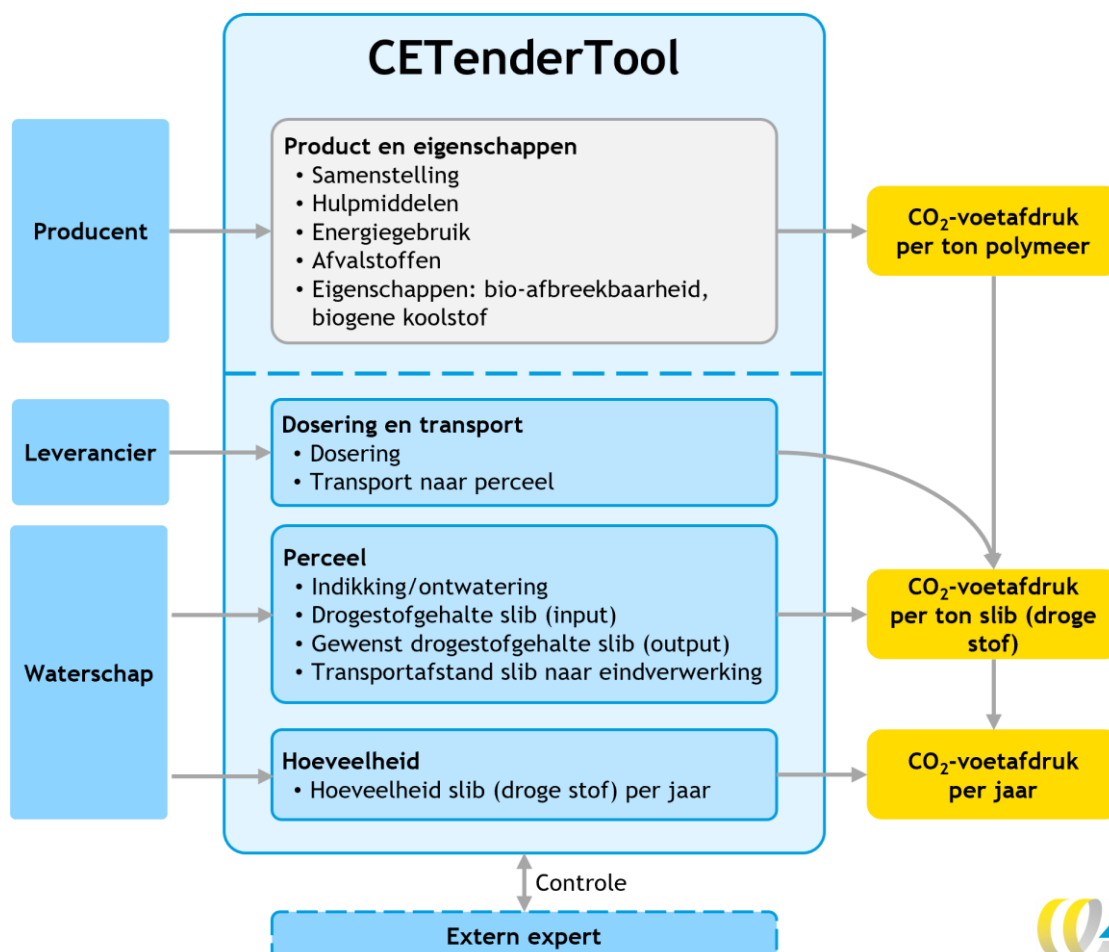 CETenderTool
Producent
Product en eigenschappen
• Samenstelling
• Hulpmiddelen
• Energiegebruik
• Afvalstoffen
• Eigenschappen: bio-afbreekbaarheid,
biogene koolstof
CO₂-voetafdruk
per ton polymeer
Leverancier
Dosering en transport
• Dosering
• Transport naar perceel
Waterschap
Perceel
• Indikking/ontwatering
• Drogestofgehalte slib (input)
• Gewenst drogestofgehalte slib (output)
• Transportafstand slib naar eindverwerking
CO₂-voetafdruk
per ton slib (droge
stof)
Hoeveelheid
• Hoeveelheid slib (droge stof) per jaar
CO₂-voetafdruk
per jaar
Controle
Extern expert